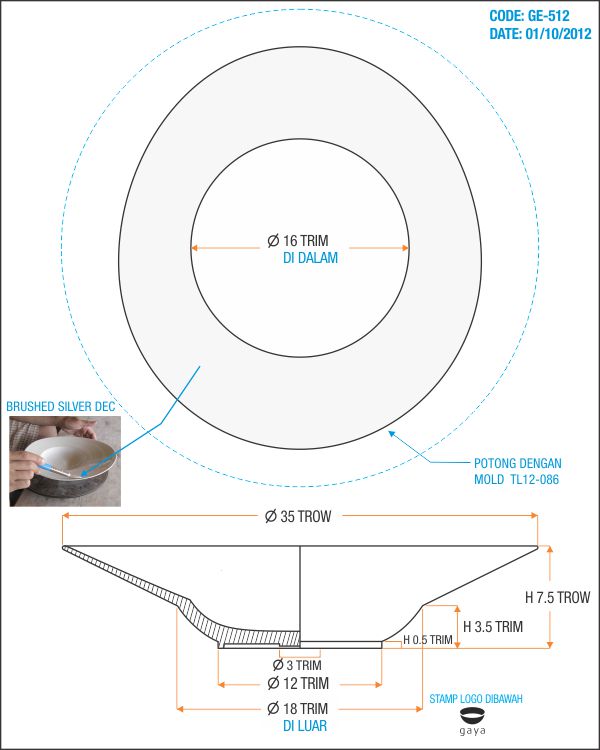 CODE: GE-512
DATE: 01/10/2012
Ø 16 TRIM
DI DALAM
BRUSHED SILVER DEC
POTONG DENGAN
MOLD TL12-086
Ø 35 TROW
H 7.5 TROW
H 3.5 TRIM
H 0.5 TRIM
Ø 3 TRIM
Ø 12 TRIM
Ø 18 TRIM
DI LUAR
STAMP LOGO DIBAWAH
gaya